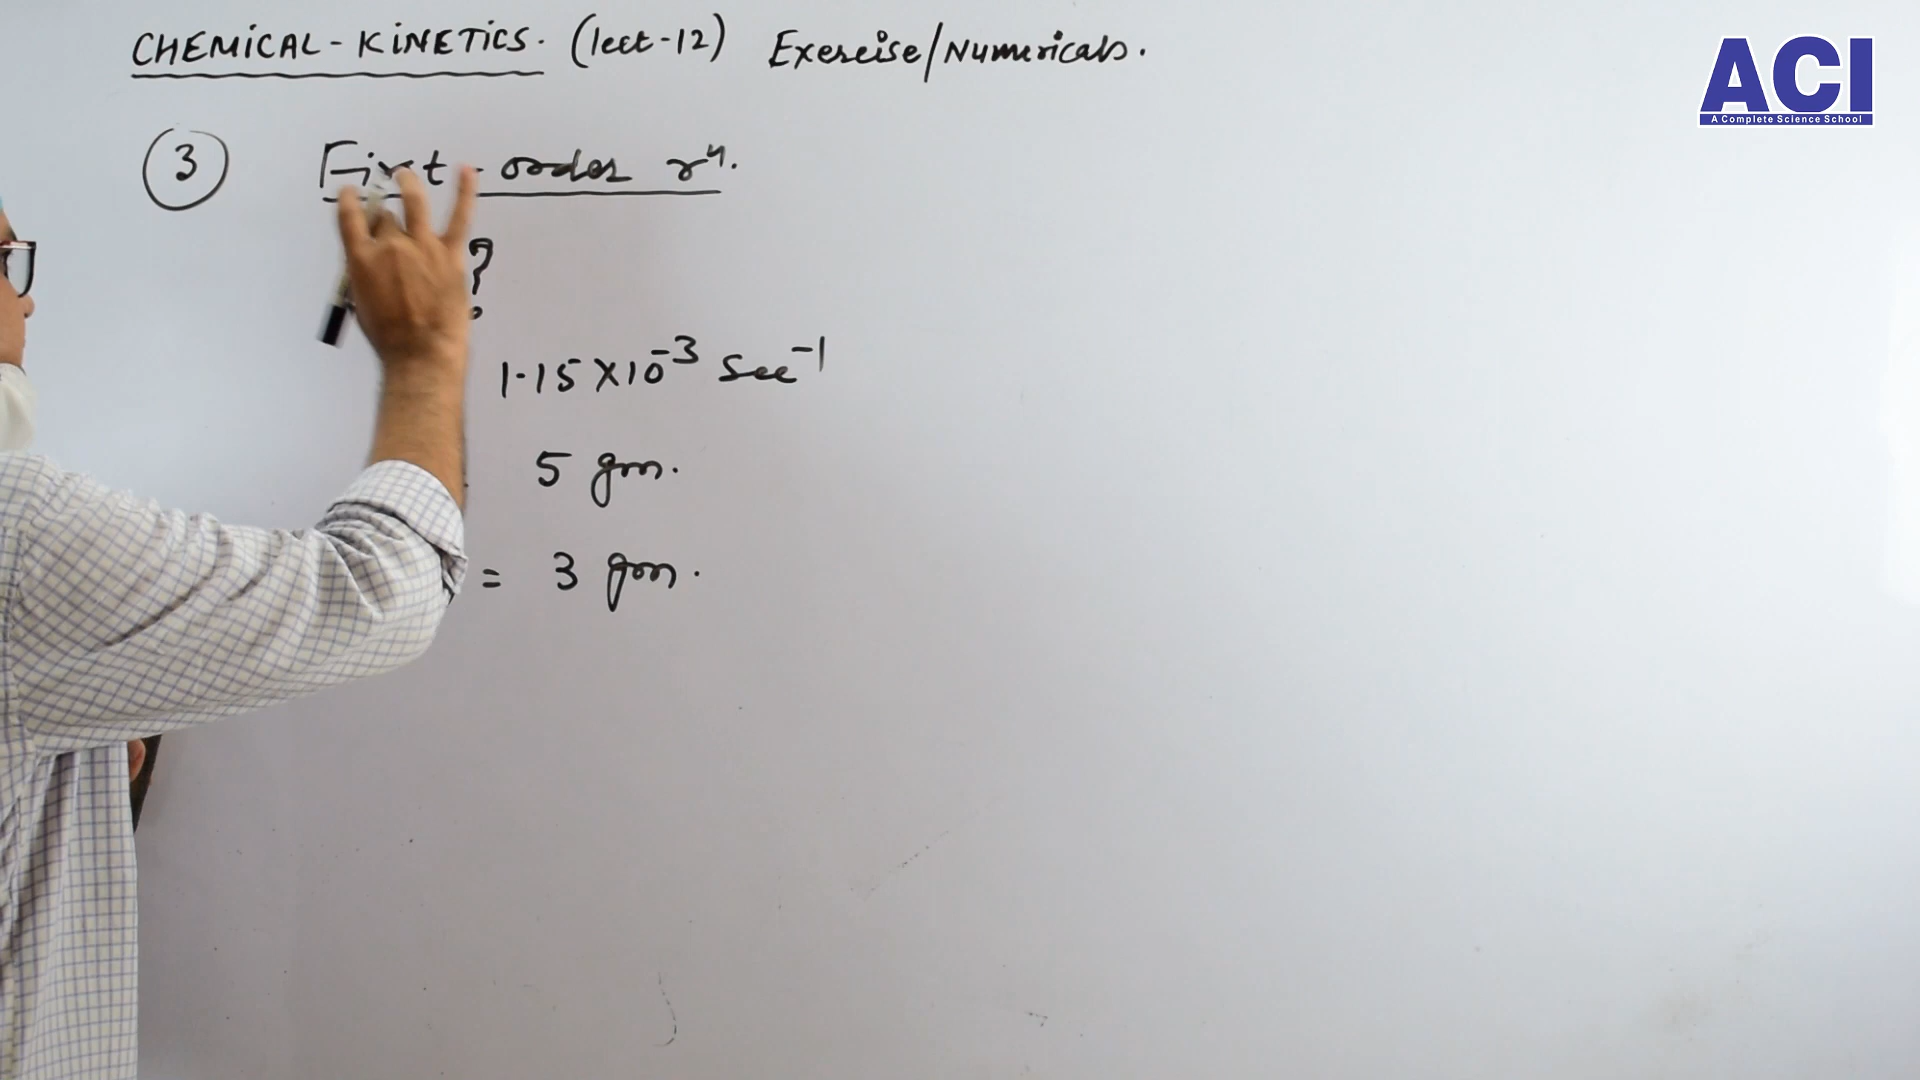 CHEMICAL-KINETICS. (lect-12) Exercise/Numericals.
ACI
A Complete Science School
3 First-order rⁿ.
?
1.15 X 10⁻³ Sec⁻¹
5 gm.
= 3 gm.